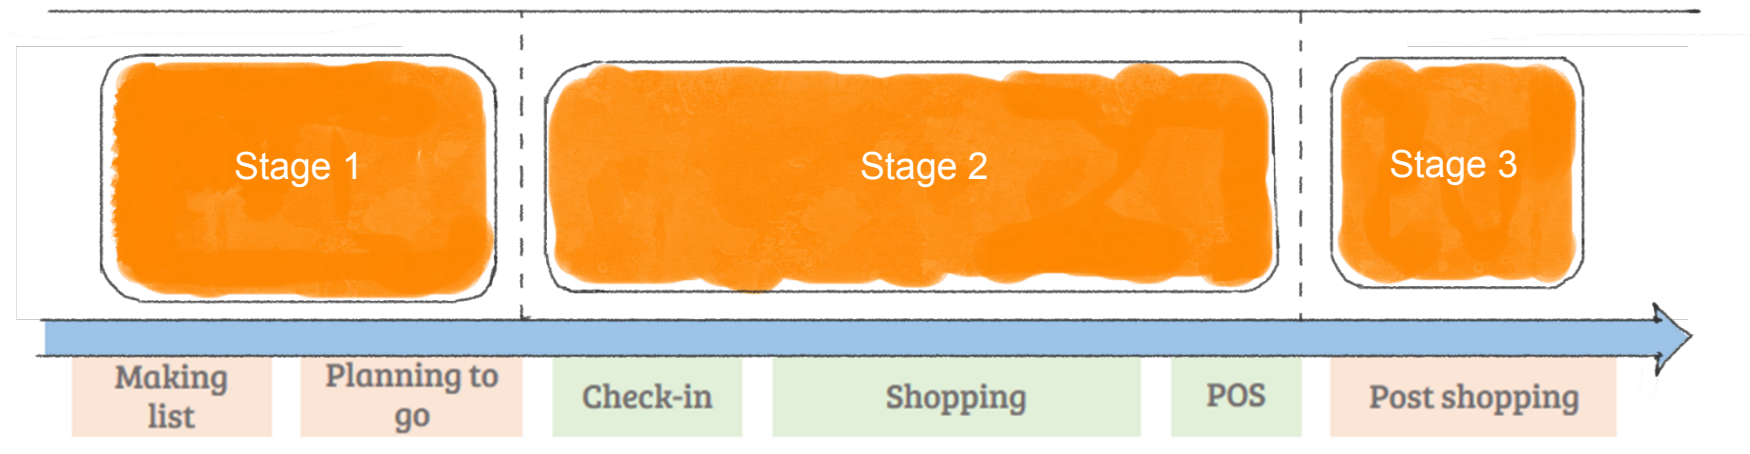 Stage 1
Stage 2
Stage 3
Making
list
Planning to
go
Check-in
Shopping
POS
Post shopping